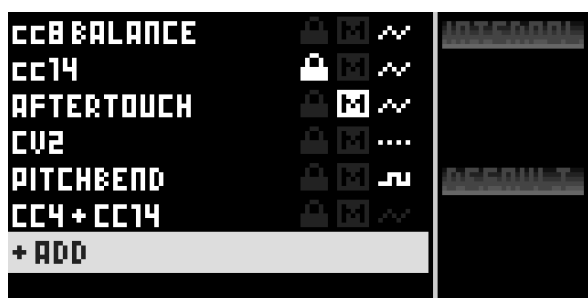 CC8 BALANCE
CC14
AFTERTOUCH
CV2
PITCHBEND
CC4 + CC14
+ ADD